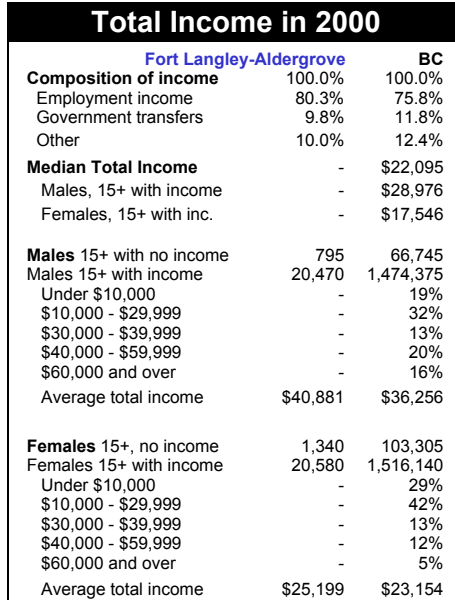 Total Income in 2000
Fort Langley-Aldergrove BC
Composition of income 100.0% 100.0%
Employment income 80.3% 75.8%
Government transfers 9.8% 11.8%
Other 10.0% 12.4%
Median Total Income - $22,095
Males, 15+ with income - $28,976
Females, 15+ with inc. - $17,546
Males 15+ with no income 795 66,745
Males 15+ with income 20,470 1,474,375
Under $10,000 - 19%
$10,000 - $29,999 - 32%
$30,000 - $39,999 - 13%
$40,000 - $59,999 - 20%
$60,000 and over - 16%
Average total income $40,881 $36,256
Females 15+, no income 1,340 103,305
Females 15+ with income 20,580 1,516,140
Under $10,000 - 29%
$10,000 - $29,999 - 42%
$30,000 - $39,999 - 13%
$40,000 - $59,999 - 12%
$60,000 and over - 5%
Average total income $25,199 $23,154